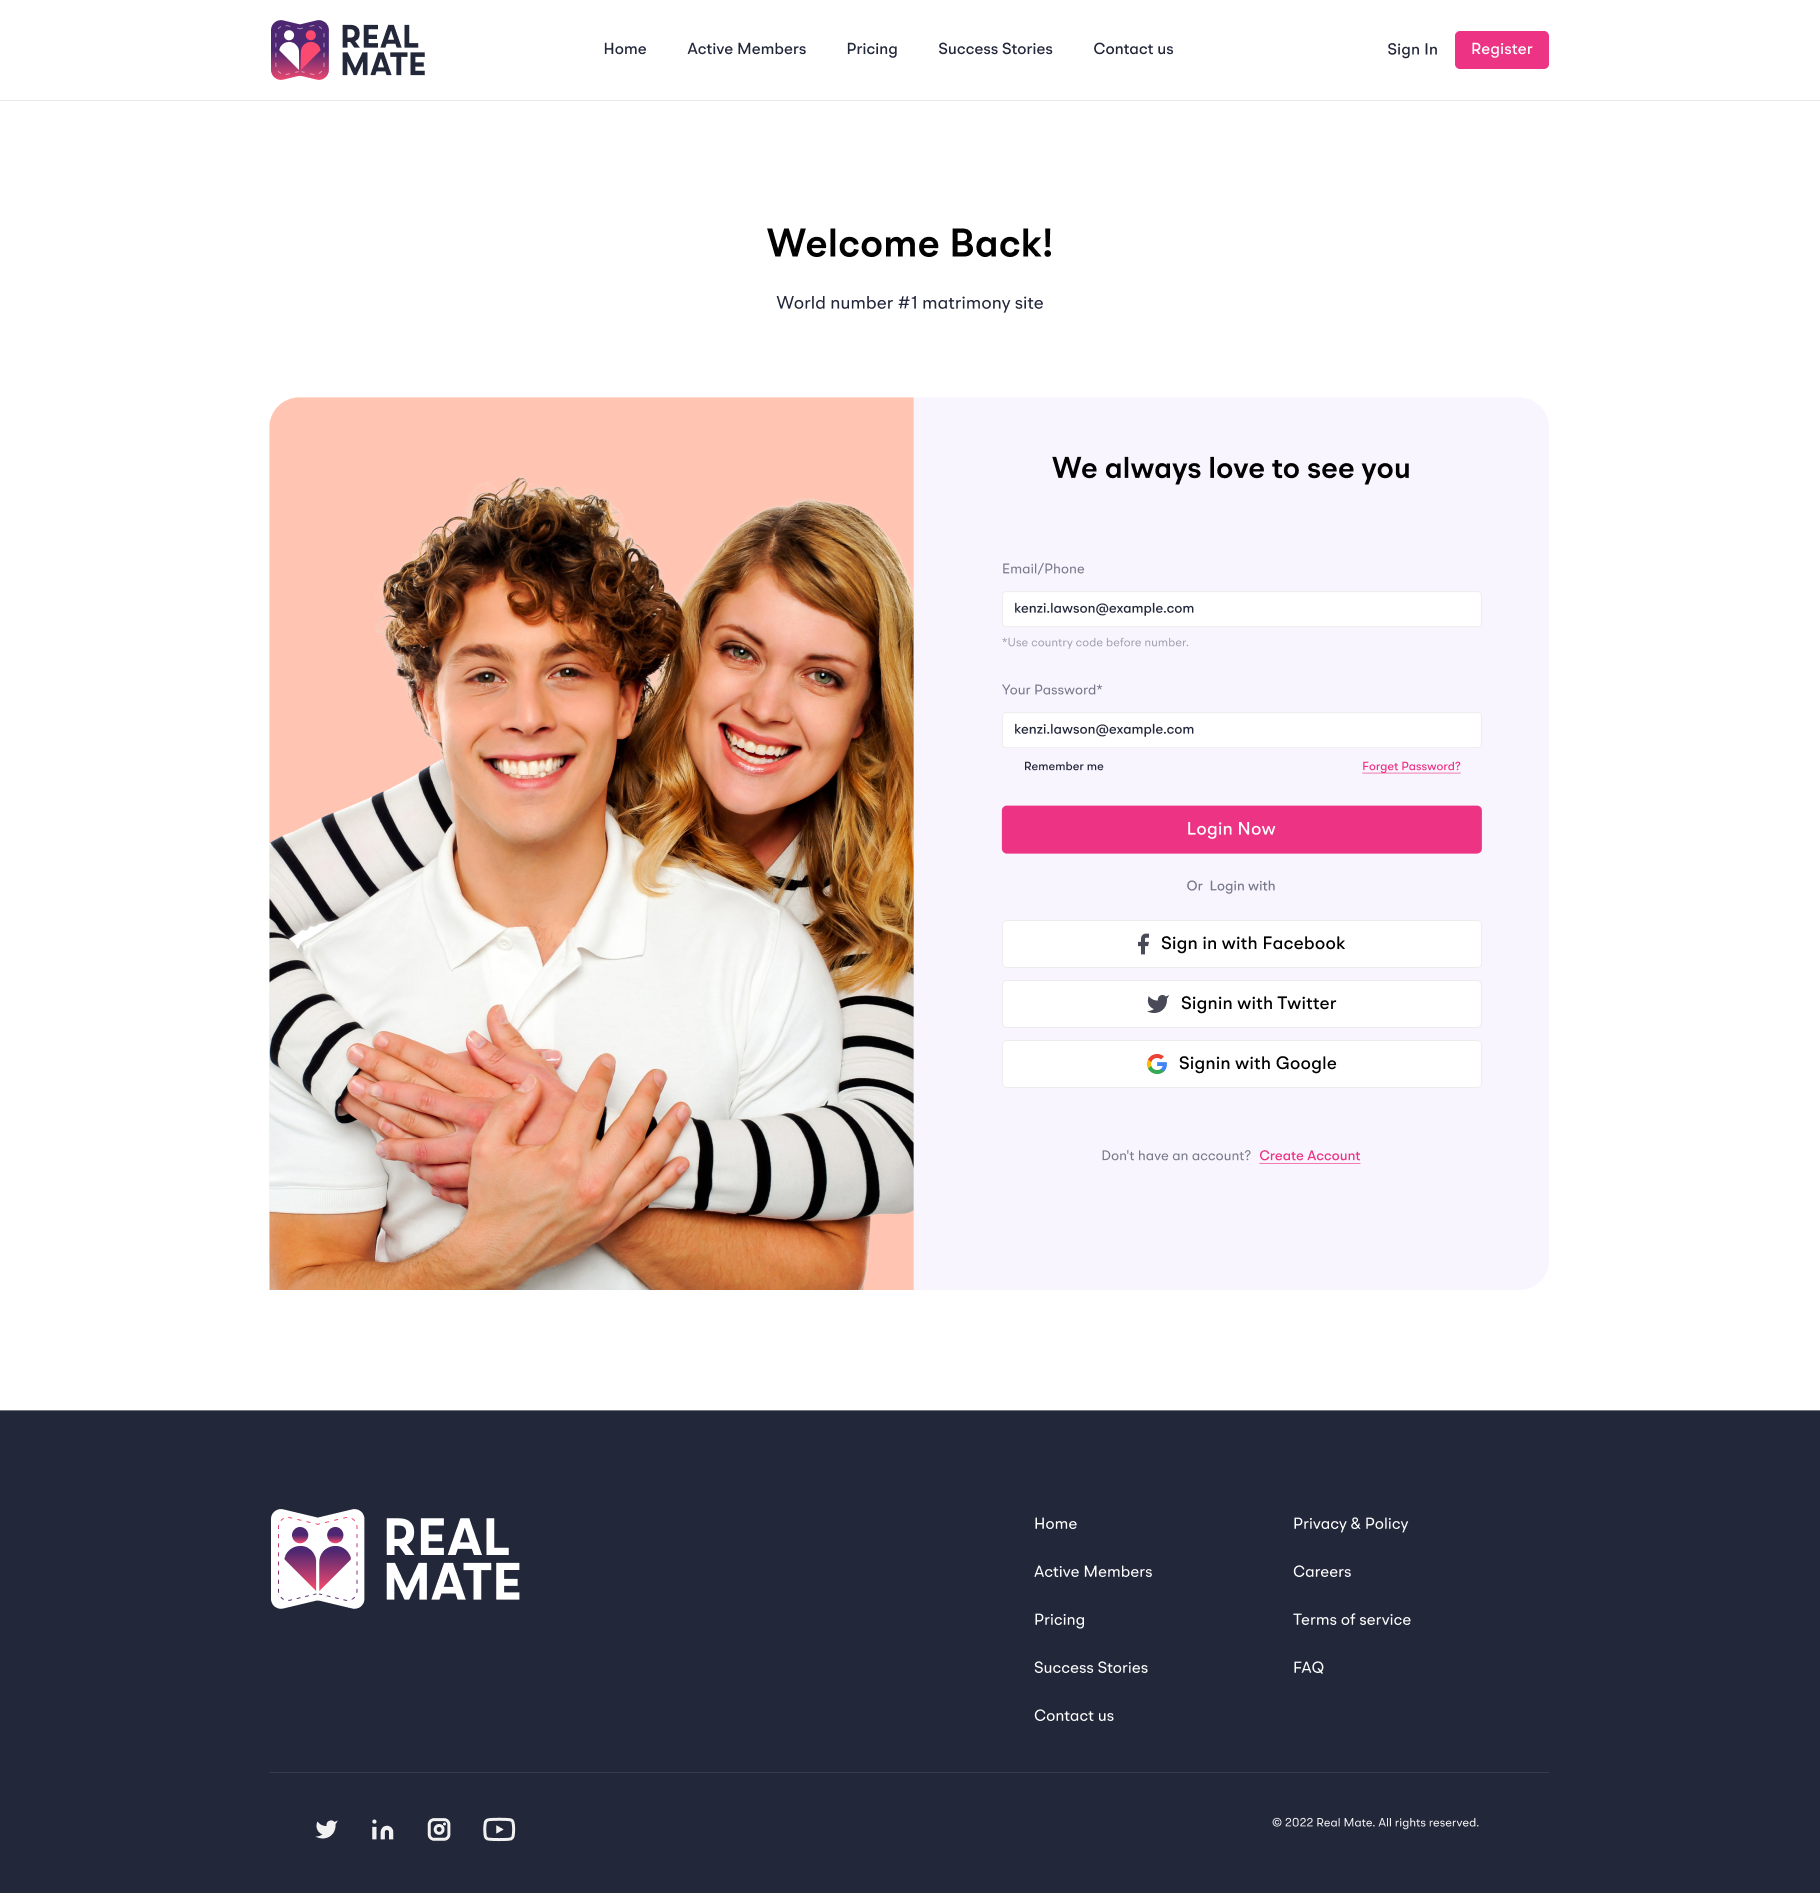 REAL
MATE
Home
Active Members
Pricing
Success Stories
Contact us
Sign In
Register
Welcome Back!
World number #1 matrimony site
We always love to see you
Email/Phone
kenzi.lawson@example.com
*Use country code before number.
Your Password*
kenzi.lawson@example.com
Remember me
Forget Password?
Login Now
Or Login with
Sign in with Facebook
Signin with Twitter
Signin with Google
Don't have an account? Create Account
REAL
MATE
Home
Active Members
Pricing
Success Stories
Contact us
Privacy & Policy
Careers
Terms of service
FAQ
© 2022 Real Mate. All rights reserved.